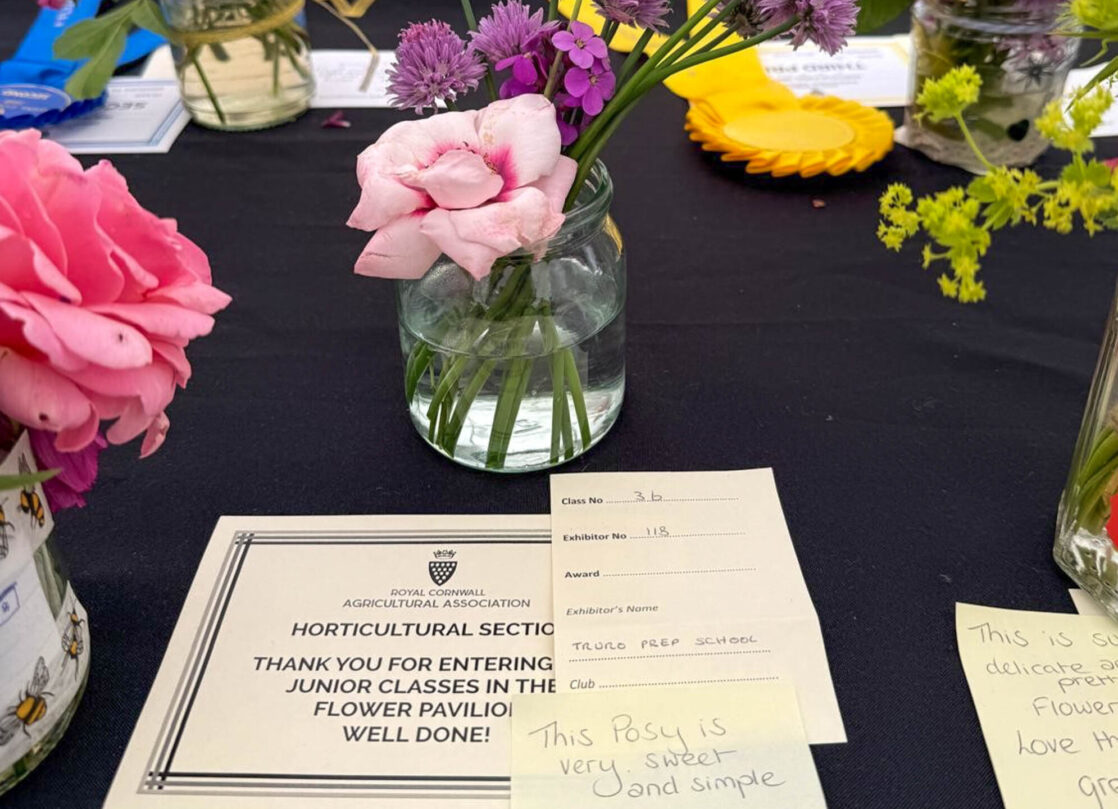 Class No 3b
Exhibitor No 118
Award
Exhibitor's Name
TRURO PREP SCHOOL
Club
ROYAL CORNWALL
AGRICULTURAL ASSOCIATION
HORTICULTURAL SECTIO
THANK YOU FOR ENTERING
JUNIOR CLASSES IN THE
FLOWER PAVILIO
WELL DONE!
This Posy is
very sweet
and simple
This is s
delicate a
pre
Flower
Love th
gr